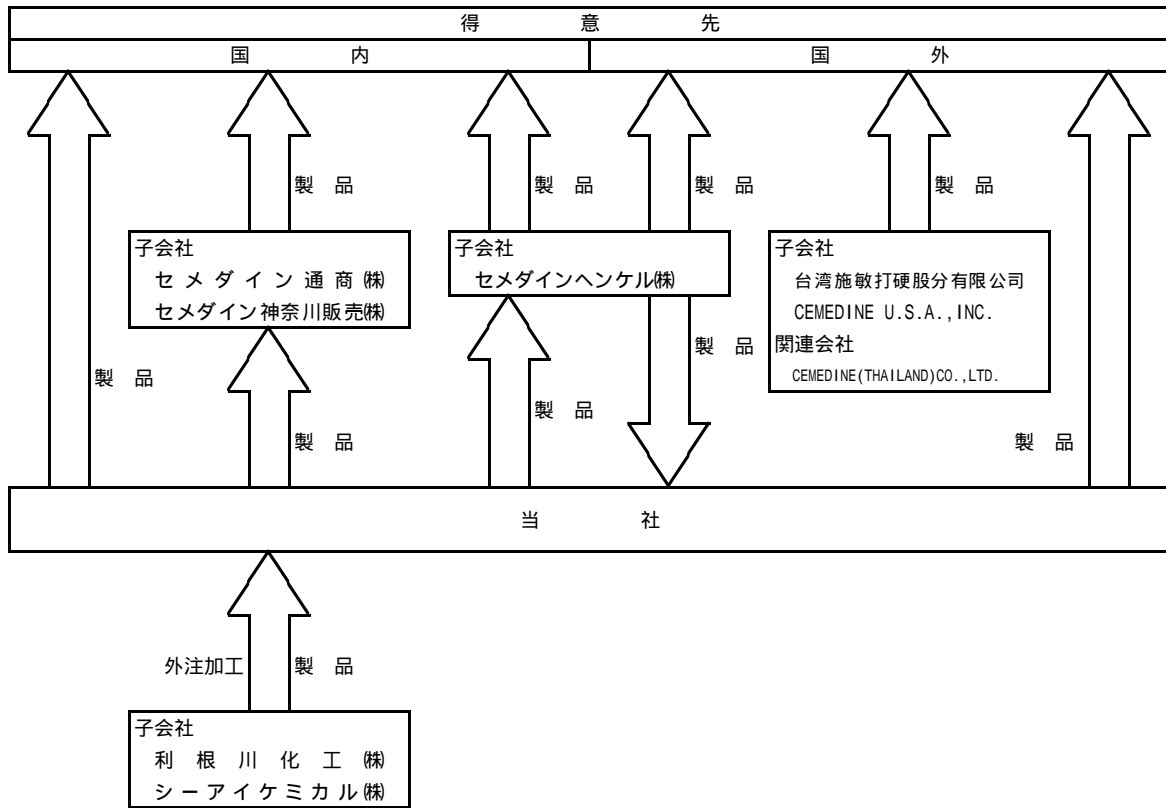 得意先
国内
国外
製品
製品
製品
製品
子会社
セメダイン通商㈱
セメダイン神奈川販売㈱
子会社
セメダインヘンケル㈱
子会社
台湾施敏打硬股分有限公司
CEMEDINE U.S.A.,INC.
関連会社
CEMEDINE(THAILAND)CO.,LTD.
製品
製品
製品
製品
製品
当社
外注加工
製品
子会社
利根川化工㈱
シーアイケミカル㈱